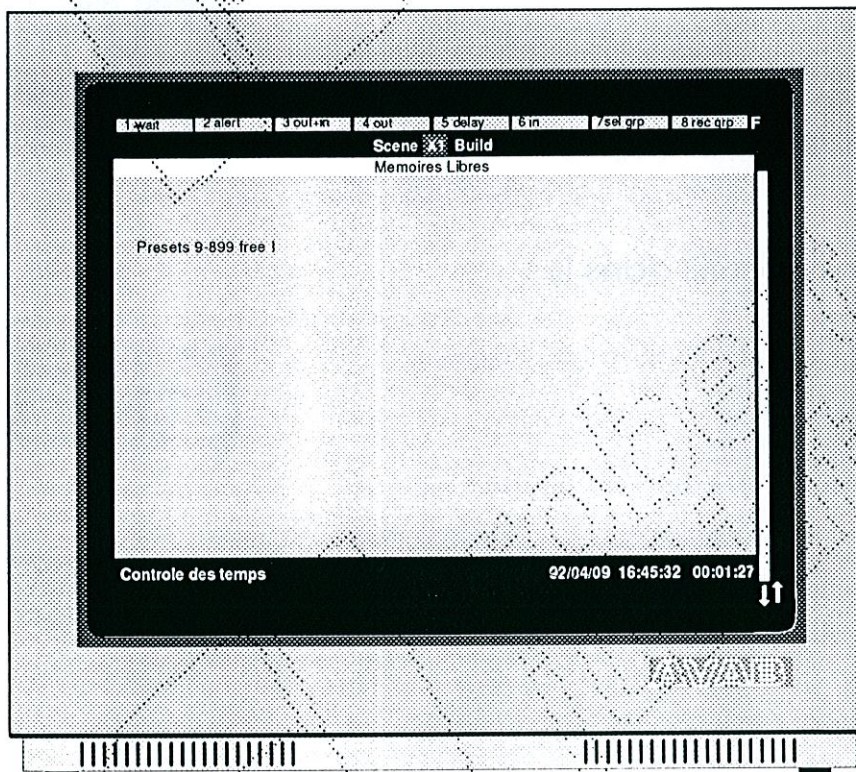 1 wait 2 alert 3 out+in 4 out 5 delay 6 in 7sel grp 8 rec grp F
Scene X1 Build
Memoires Libres
Presets 9-899 free !
Controle des temps 92/04/09 16:45:32 00:01:27
AVAB